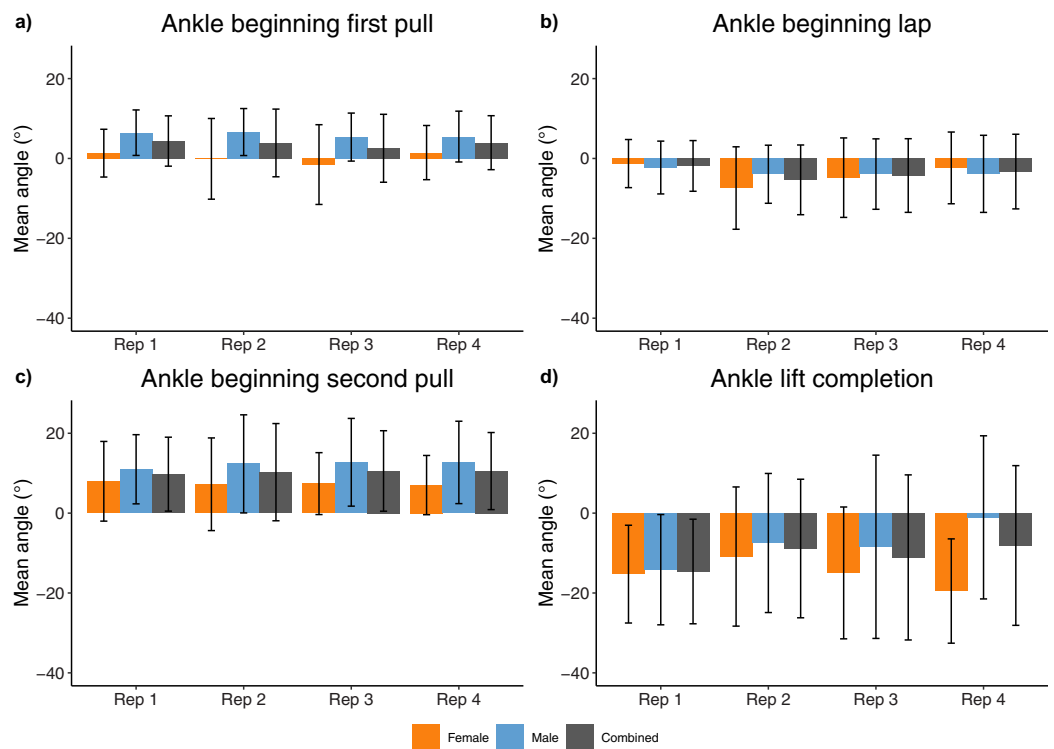 a) Ankle beginning first pull
Mean angle (°)
20
0
−20
−40
Rep 1 Rep 2 Rep 3 Rep 4
b) Ankle beginning lap
Mean angle (°)
20
0
−20
−40
Rep 1 Rep 2 Rep 3 Rep 4
c) Ankle beginning second pull
Mean angle (°)
20
0
−20
−40
Rep 1 Rep 2 Rep 3 Rep 4
d) Ankle lift completion
Mean angle (°)
20
0
−20
−40
Rep 1 Rep 2 Rep 3 Rep 4
Female Male Combined